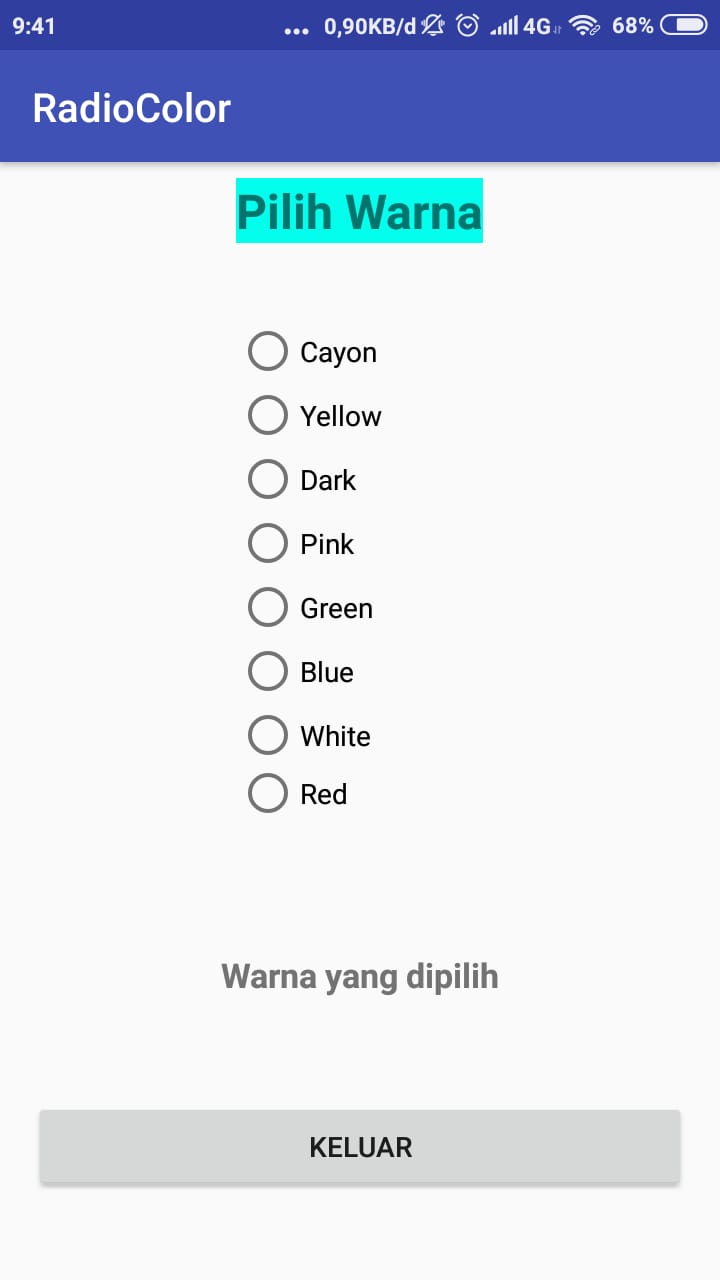 9:41 ... 0,90KB/d 4G 68%
RadioColor
Pilih Warna
Cayon
Yellow
Dark
Pink
Green
Blue
White
Red
Warna yang dipilih
KELUAR